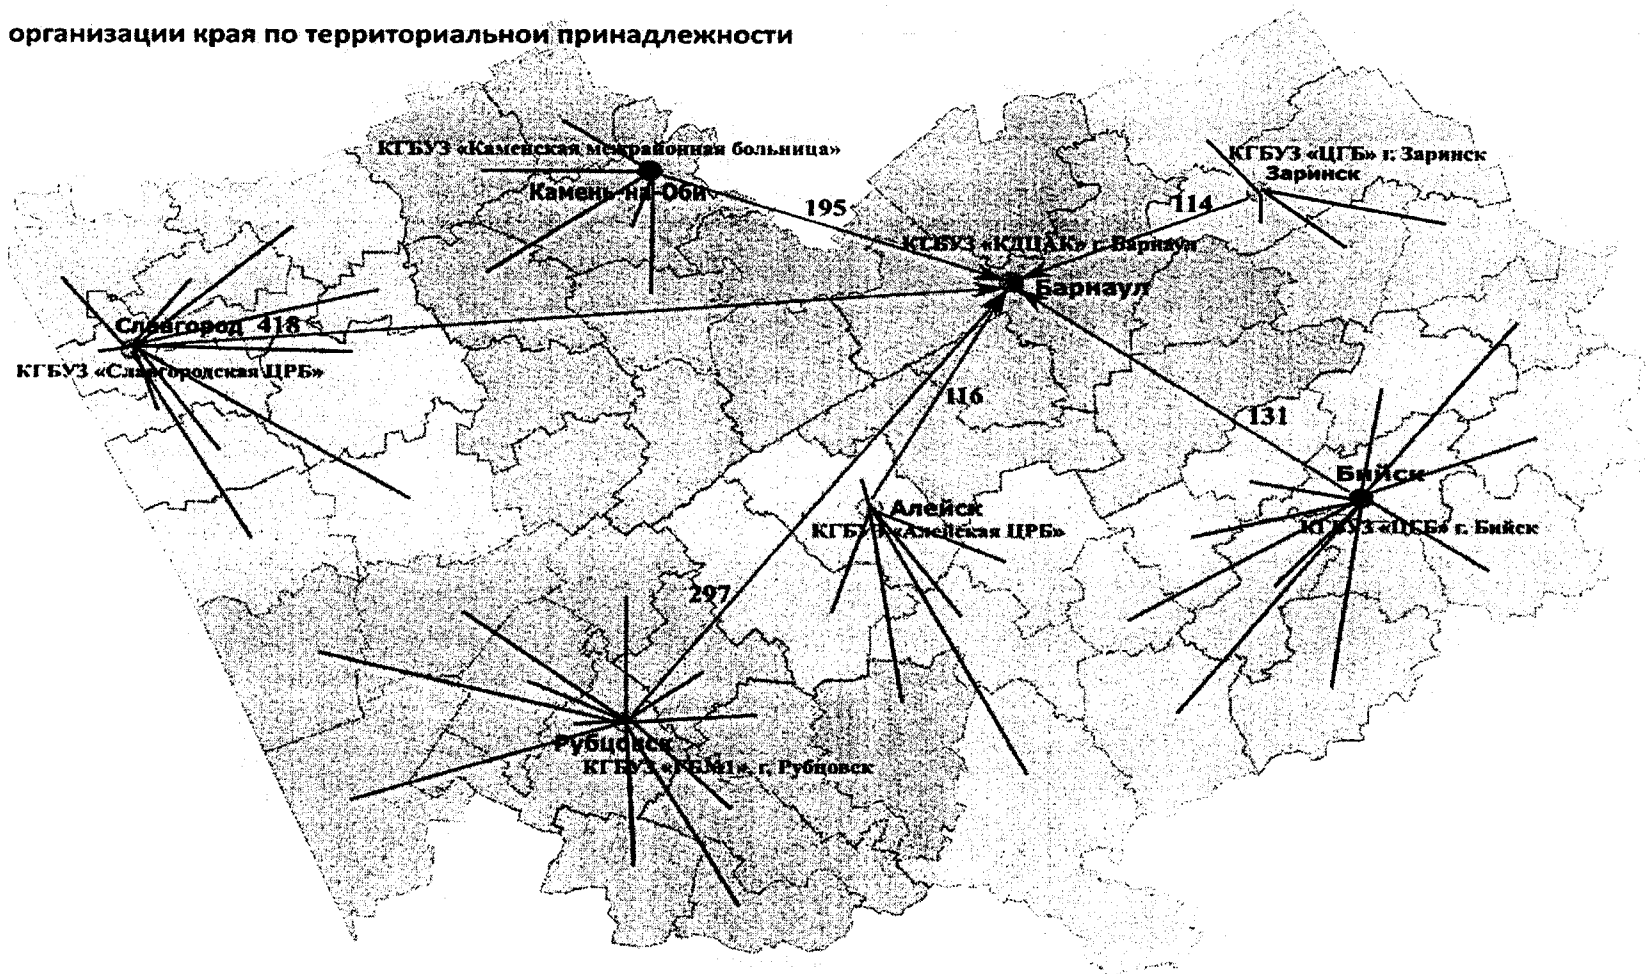 организации края по территориальной принадлежности
КГБУЗ «Каменская межрайонная больница»
Камень-на-Оби
КГБУЗ «ЦГБ» г. Заринск
Заринск
195
114
КГБУЗ «КДЦАК» г. Барнаул
Барнаул
Славгород 418
КГБУЗ «Славгородская ЦРБ»
116
131
Бийск
КГБУЗ «ЦГБ» г. Бийск
Алейск
КГБУЗ «Алейская ЦРБ»
297
Рубцовск
КГБУЗ «ГБ№1», г. Рубцовск